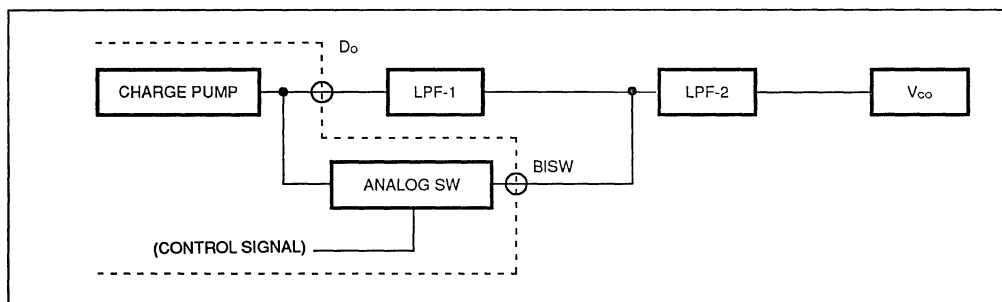 Do
CHARGE PUMP
LPF-1
LPF-2
Vco
ANALOG SW
BISW
(CONTROL SIGNAL)